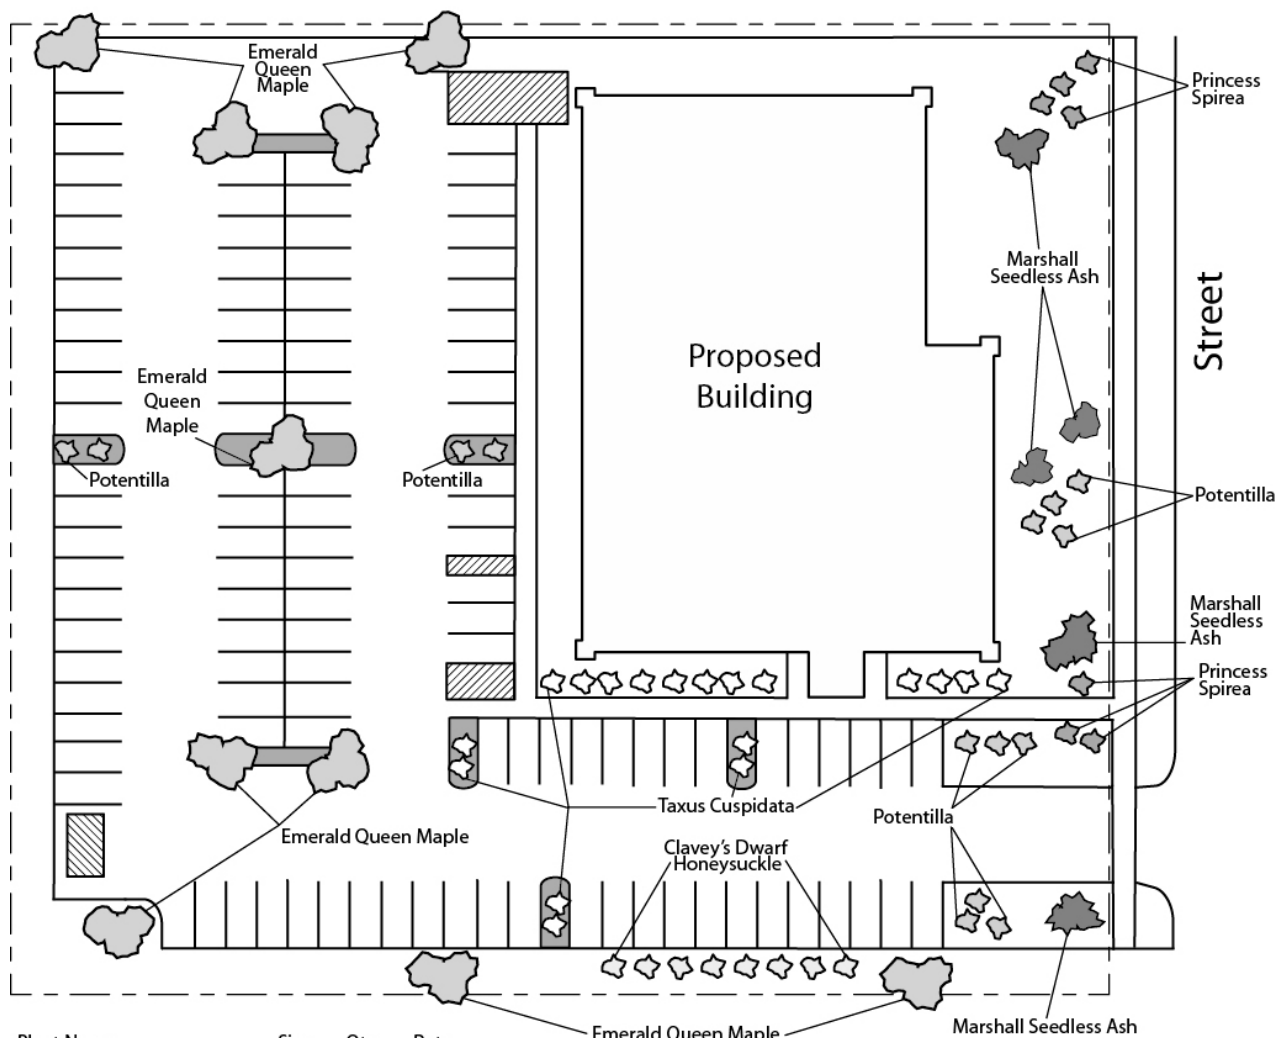 Emerald
Queen
Maple
Princess
Spirea
Marshall
Seedless Ash
Street
Proposed
Building
Emerald
Queen
Maple
Potentilla
Potentilla
Potentilla
Marshall
Seedless
Ash
Princess
Spirea
Taxus Cuspidata
Potentilla
Emerald Queen Maple
Clavey's Dwarf
Honeysuckle
Marshall Seedless Ash
Emerald Queen Maple